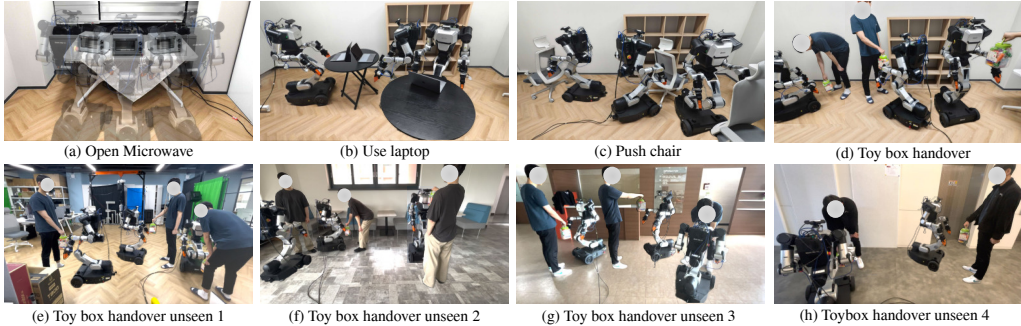 (a) Open Microwave
(b) Use laptop
(c) Push chair
(d) Toy box handover
(e) Toy box handover unseen 1
(f) Toy box handover unseen 2
(g) Toy box handover unseen 3
(h) Toybox handover unseen 4